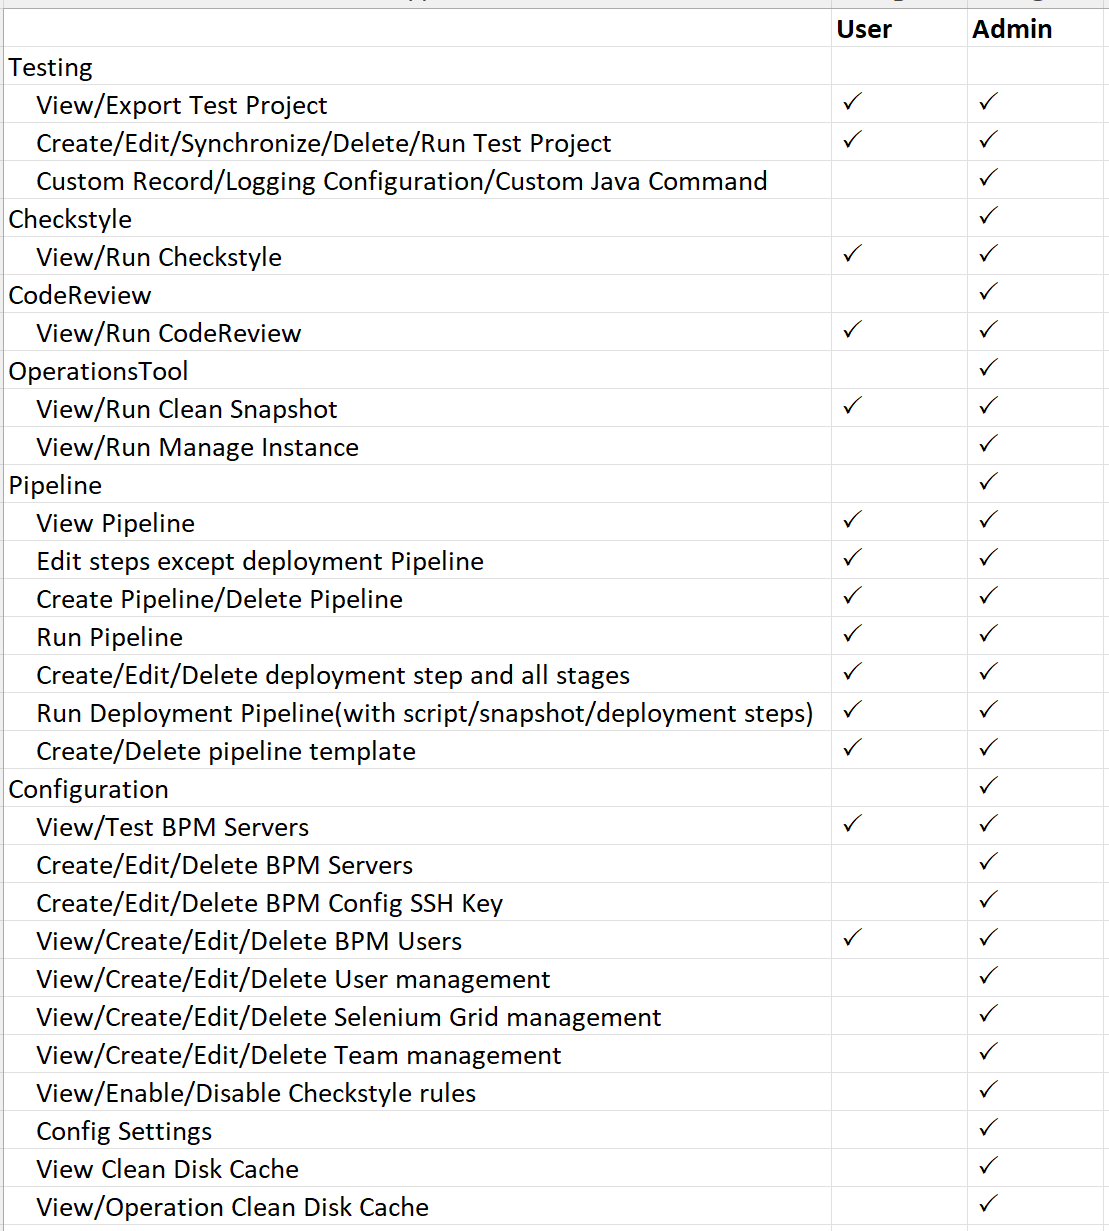 User Admin
Testing
View/Export Test Project ✓ ✓
Create/Edit/Synchronize/Delete/Run Test Project ✓ ✓
Custom Record/Logging Configuration/Custom Java Command ✓
Checkstyle ✓
View/Run Checkstyle ✓ ✓
CodeReview ✓
View/Run CodeReview ✓ ✓
OperationsTool ✓
View/Run Clean Snapshot ✓ ✓
View/Run Manage Instance ✓
Pipeline ✓
View Pipeline ✓ ✓
Edit steps except deployment Pipeline ✓ ✓
Create Pipeline/Delete Pipeline ✓ ✓
Run Pipeline ✓ ✓
Create/Edit/Delete deployment step and all stages ✓ ✓
Run Deployment Pipeline(with script/snapshot/deployment steps) ✓ ✓
Create/Delete pipeline template ✓ ✓
Configuration ✓
View/Test BPM Servers ✓ ✓
Create/Edit/Delete BPM Servers ✓
Create/Edit/Delete BPM Config SSH Key ✓
View/Create/Edit/Delete BPM Users ✓ ✓
View/Create/Edit/Delete User management ✓
View/Create/Edit/Delete Selenium Grid management ✓
View/Create/Edit/Delete Team management ✓
View/Enable/Disable Checkstyle rules ✓
Config Settings ✓
View Clean Disk Cache ✓
View/Operation Clean Disk Cache ✓